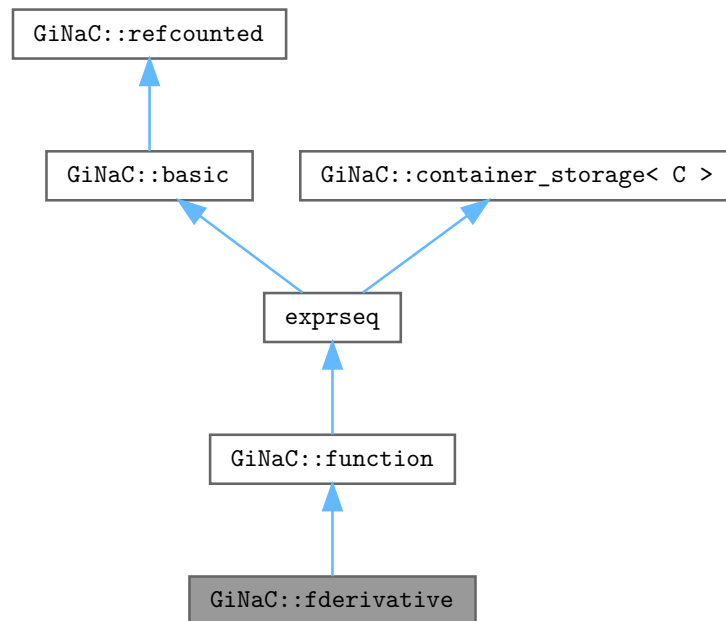 GiNaC::refcounted
GiNaC::basic
GiNaC::container_storage< C >
exprseq
GiNaC::function
GiNaC::fderivative